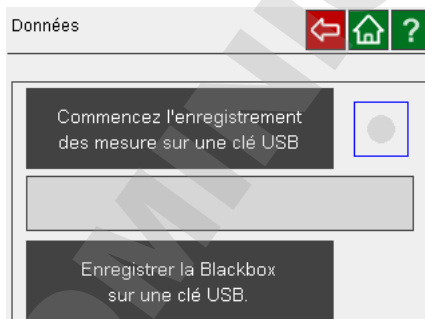 Données
?
Commencez l'enregistrement
des mesure sur une clé USB
Enregistrer la Blackbox
sur une clé USB.